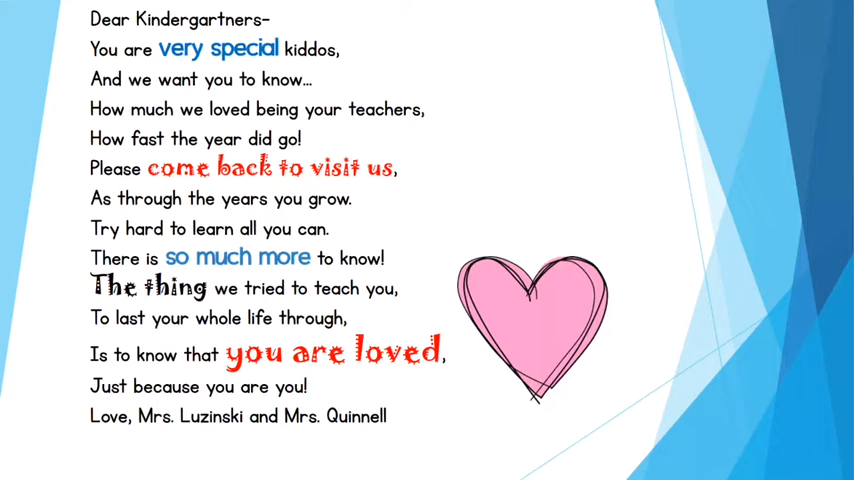 Dear Kindergartners-
You are very special kiddos,
And we want you to know...
How much we loved being your teachers,
How fast the year did go!
Please come back to visit us,
As through the years you grow.
Try hard to learn all you can.
There is so much more to know!
The thing we tried to teach you,
To last your whole life through,
Is to know that you are loved,
Just because you are you!
Love, Mrs. Luzinski and Mrs. Quinnell